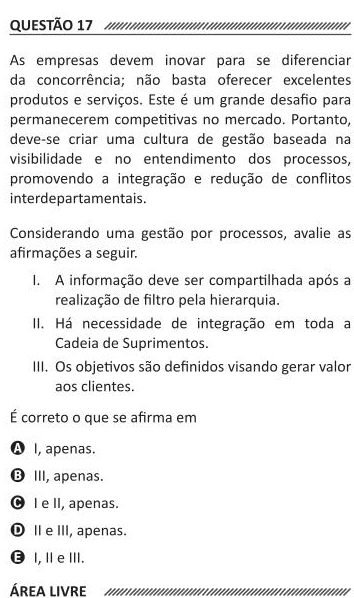 QUESTÃO 17
As empresas devem inovar para se diferenciar
da concorrência; não basta oferecer excelentes
produtos e serviços. Este é um grande desafio para
permanecerem competitivas no mercado. Portanto,
deve-se criar uma cultura de gestão baseada na
visibilidade e no entendimento dos processos,
promovendo a integração e redução de conflitos
interdepartamentais.
Considerando uma gestão por processos, avalie as
afirmações a seguir.
I. A informação deve ser compartilhada após a
realização de filtro pela hierarquia.
II. Há necessidade de integração em toda a
Cadeia de Suprimentos.
III. Os objetivos são definidos visando gerar valor
aos clientes.
É correto o que se afirma em
A I, apenas.
B III, apenas.
C I e II, apenas.
D II e III, apenas.
E I, II e III.
ÁREA LIVRE